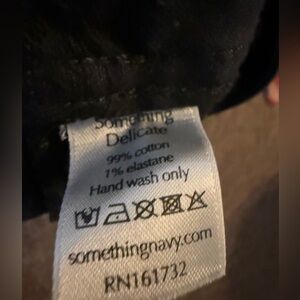 Something
Delicate
99% cotton
1% elastane
Hand wash only
somethingnavy.com
RN161732